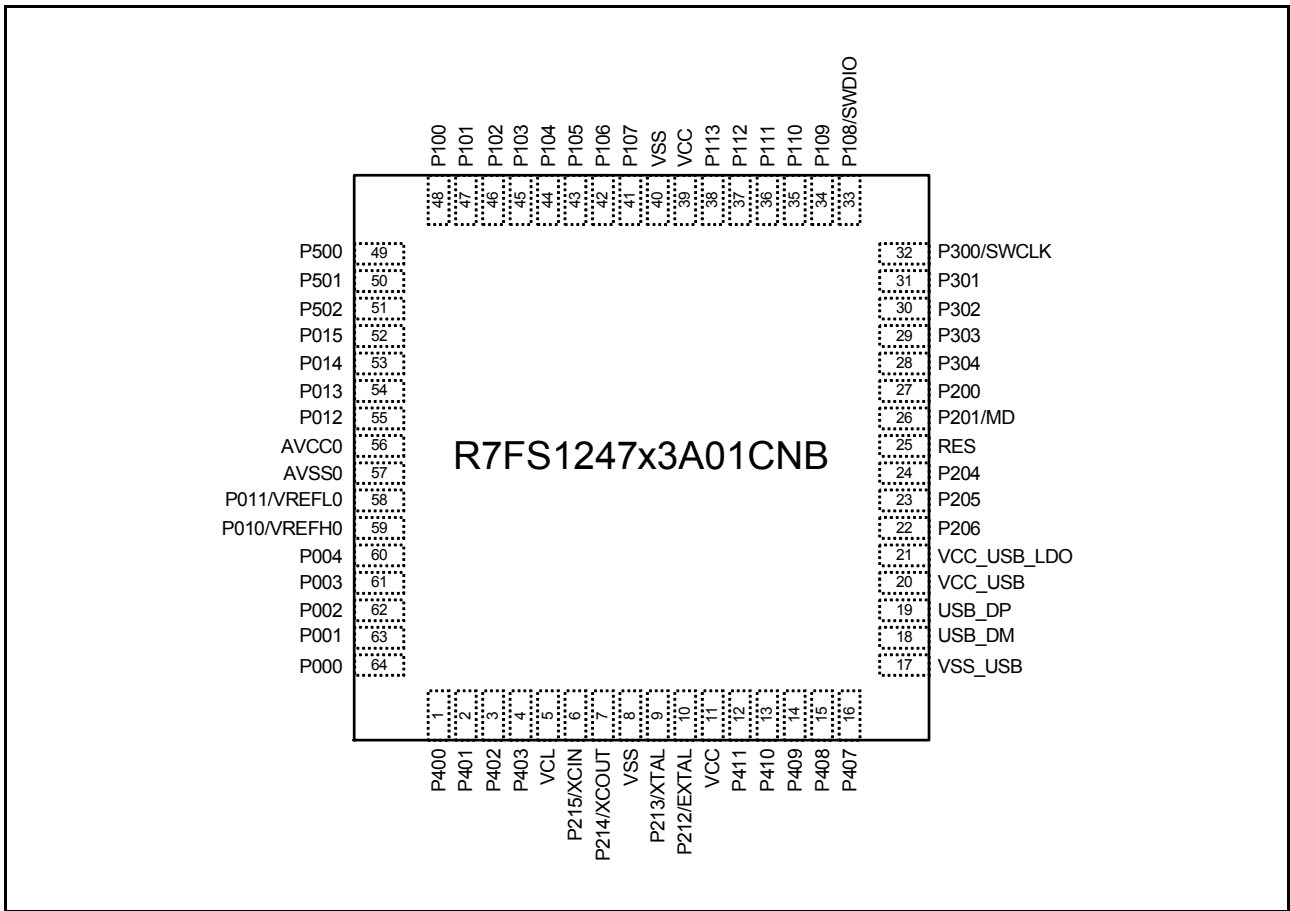 P100
P101
P102
P103
P104
P105
P106
P107
VSS
VCC
P113
P112
P111
P110
P109
P108/SWDIO
48
47
46
45
44
43
42
41
40
39
38
37
36
35
34
33
P500 49
P501 50
P502 51
P015 52
P014 53
P013 54
P012 55
AVCC0 56
AVSS0 57
P011/VREFL0 58
P010/VREFH0 59
P004 60
P003 61
P002 62
P001 63
P000 64
R7FS1247x3A01CNB
32 P300/SWCLK
31 P301
30 P302
29 P303
28 P304
27 P200
26 P201/MD
25 RES
24 P204
23 P205
22 P206
21 VCC_USB_LDO
20 VCC_USB
19 USB_DP
18 USB_DM
17 VSS_USB
1
2
3
4
5
6
7
8
9
10
11
12
13
14
15
16
P400
P401
P402
P403
VCL
P215/XCIN
P214/XCOUT
VSS
P213/XTAL
P212/EXTAL
VCC
P411
P410
P409
P408
P407